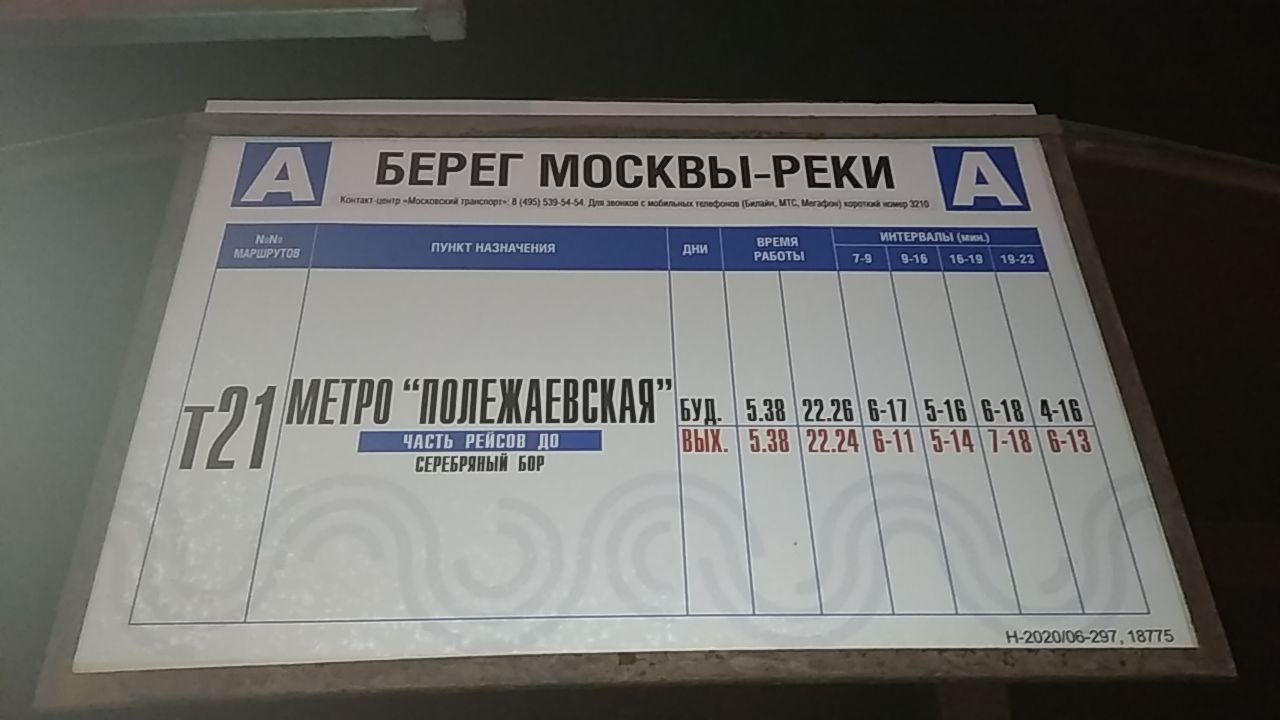 А БЕРЕГ МОСКВЫ-РЕКИ А
Контакт-центр «Московский транспорт»: 8 (495) 539-54-54. Для звонков с мобильных телефонов (Билайн, МТС, Мегафон) короткий номер 3210
№№ МАРШРУТОВ ПУНКТ НАЗНАЧЕНИЯ ДНИ ВРЕМЯ РАБОТЫ ИНТЕРВАЛЫ (мин.)
7-9 9-16 16-19 19-23
Т21 МЕТРО “ПОЛЕЖАЕВСКАЯ” БУД. 5.38 22.26 6-17 5-16 6-18 4-16
ЧАСТЬ РЕЙСОВ ДО ВЫХ. 5.38 22.24 6-11 5-14 7-18 6-13
СЕРЕБРЯНЫЙ БОР
Н-2020/06-297, 18775